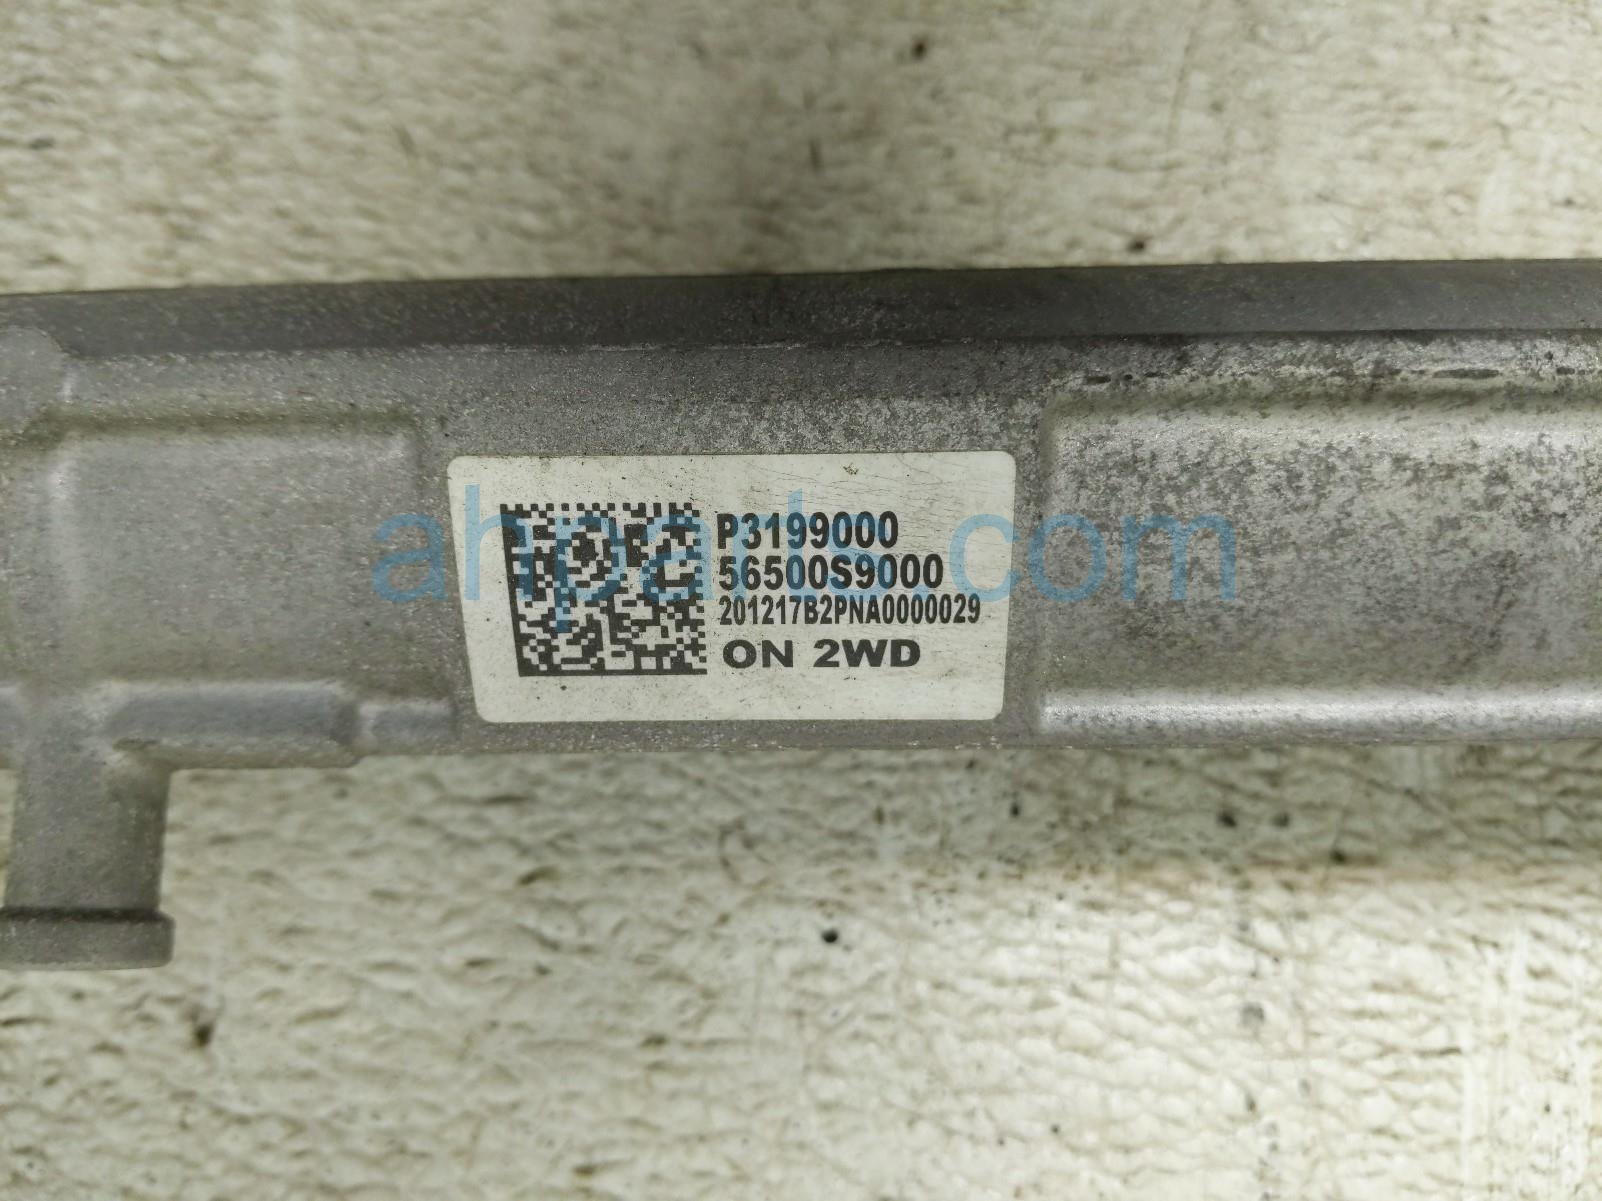 P3199000
56500S9000
201217B2PNA0000029
ON 2WD
ahparts.com